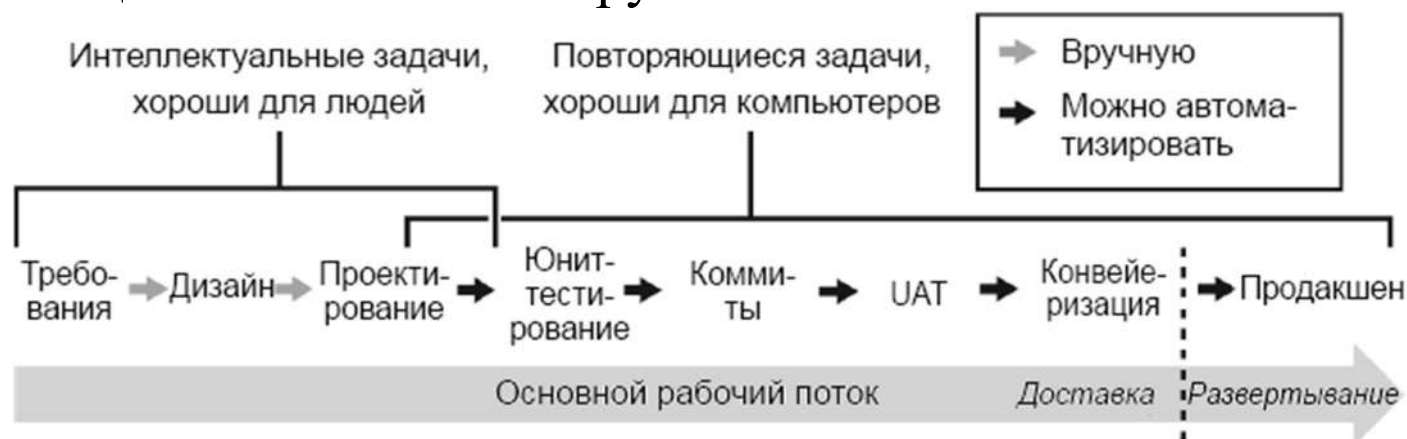 Интеллектуальные задачи,
хороши для людей
Повторяющиеся задачи,
хороши для компьютеров
Вручную
Можно автома-
тизировать
Требо-
вания
Дизайн
Проекти-
рование
Юнит-
тести-
рование
Комми-
ты
UAT
Конвейе-
ризация
Продакшен
Основной рабочий поток
Доставка
Развертывание